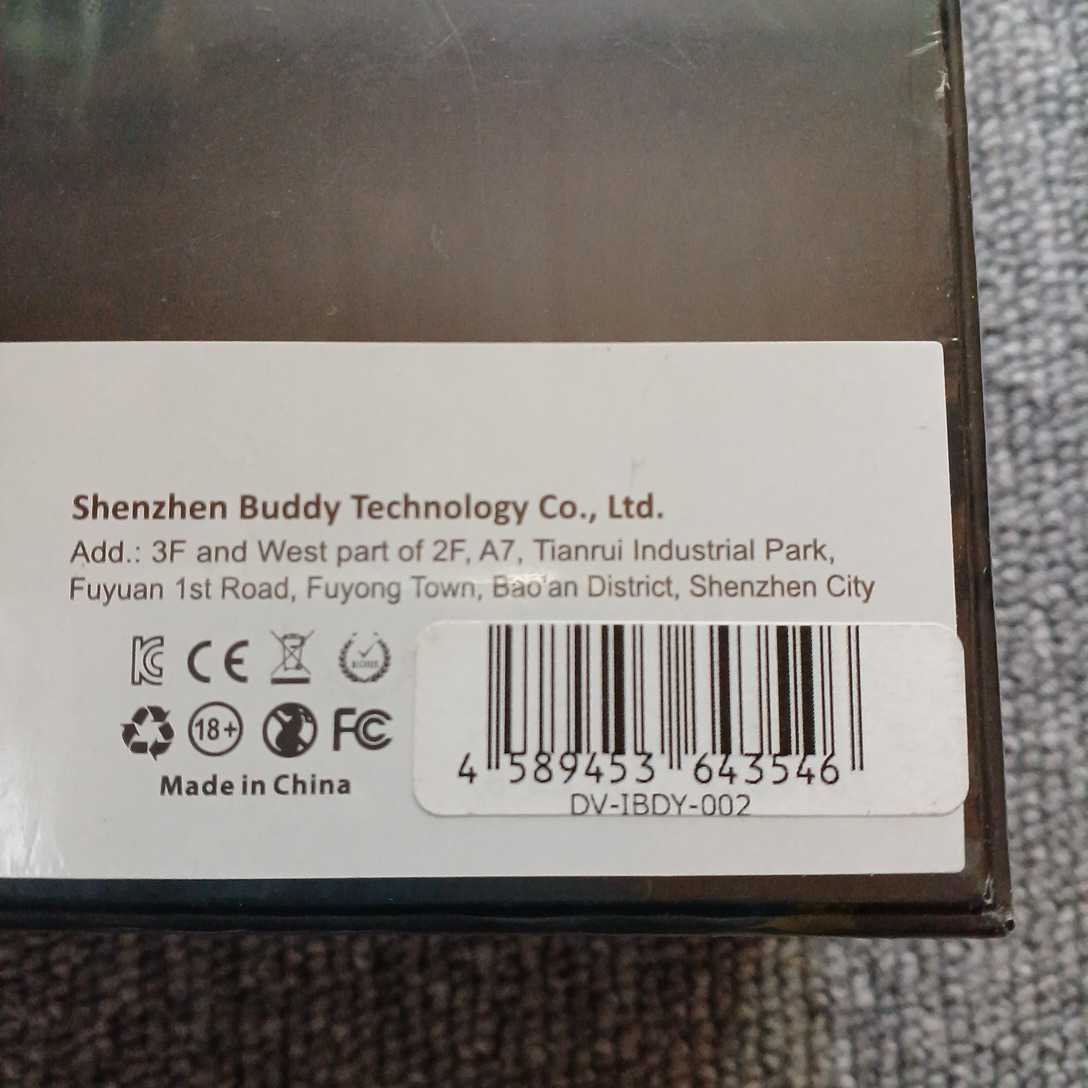 Shenzhen Buddy Technology Co., Ltd.
Add.: 3F and West part of 2F, A7, Tianrui Industrial Park,
Fuyuan 1st Road, Fuyong Town, Bao'an District, Shenzhen City
CE
18+ FC
Made in China
4 589453 643546
DV-IBDY-002